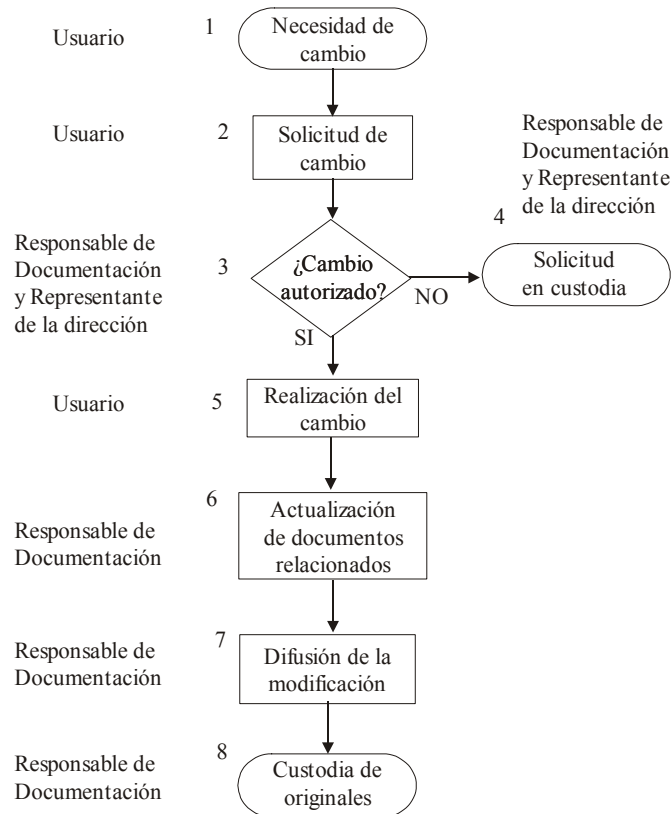 Usuario
1
Necesidad de
cambio
Usuario
2
Solicitud de
cambio
Responsable de
Documentación
y Representante
de la dirección
3
¿Cambio
autorizado?
NO
SI
Responsable de
Documentación
y Representante
de la dirección
4
Solicitud
en custodia
Usuario
5
Realización del
cambio
Responsable de
Documentación
6
Actualización
de documentos
relacionados
Responsable de
Documentación
7
Difusión de la
modificación
Responsable de
Documentación
8
Custodia de
originales